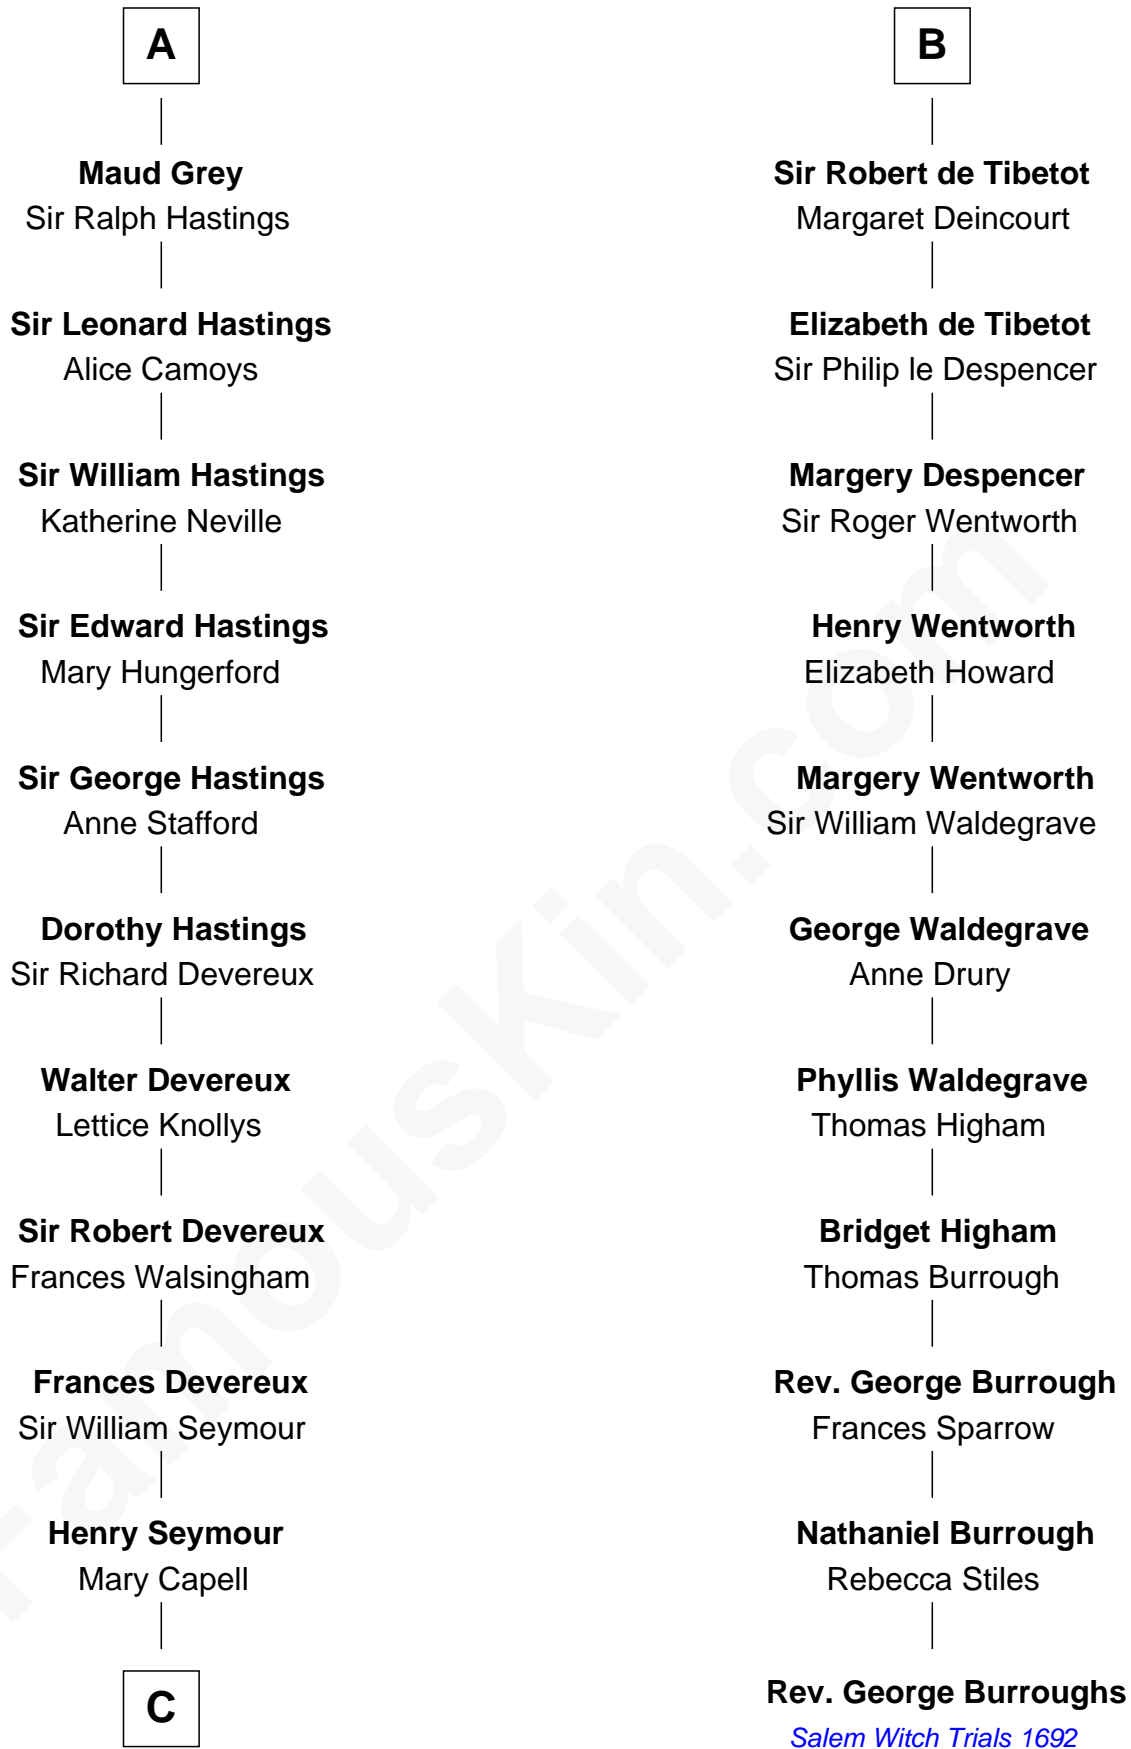 A
Maud Grey
Sir Ralph Hastings
Sir Leonard Hastings
Alice Camoys
Sir William Hastings
Katherine Neville
Sir Edward Hastings
Mary Hungerford
Sir George Hastings
Anne Stafford
Dorothy Hastings
Sir Richard Devereux
Walter Devereux
Lettice Knollys
Sir Robert Devereux
Frances Walsingham
Frances Devereux
Sir William Seymour
Henry Seymour
Mary Capell
C
B
Sir Robert de Tibetot
Margaret Deincourt
Elizabeth de Tibetot
Sir Philip le Despencer
Margery Despencer
Sir Roger Wentworth
Henry Wentworth
Elizabeth Howard
Margery Wentworth
Sir William Waldegrave
George Waldegrave
Anne Drury
Phyllis Waldegrave
Thomas Higham
Bridget Higham
Thomas Burrough
Rev. George Burrough
Frances Sparrow
Nathaniel Burrough
Rebecca Stiles
Rev. George Burroughs
Salem Witch Trials 1692
FamousKin.com